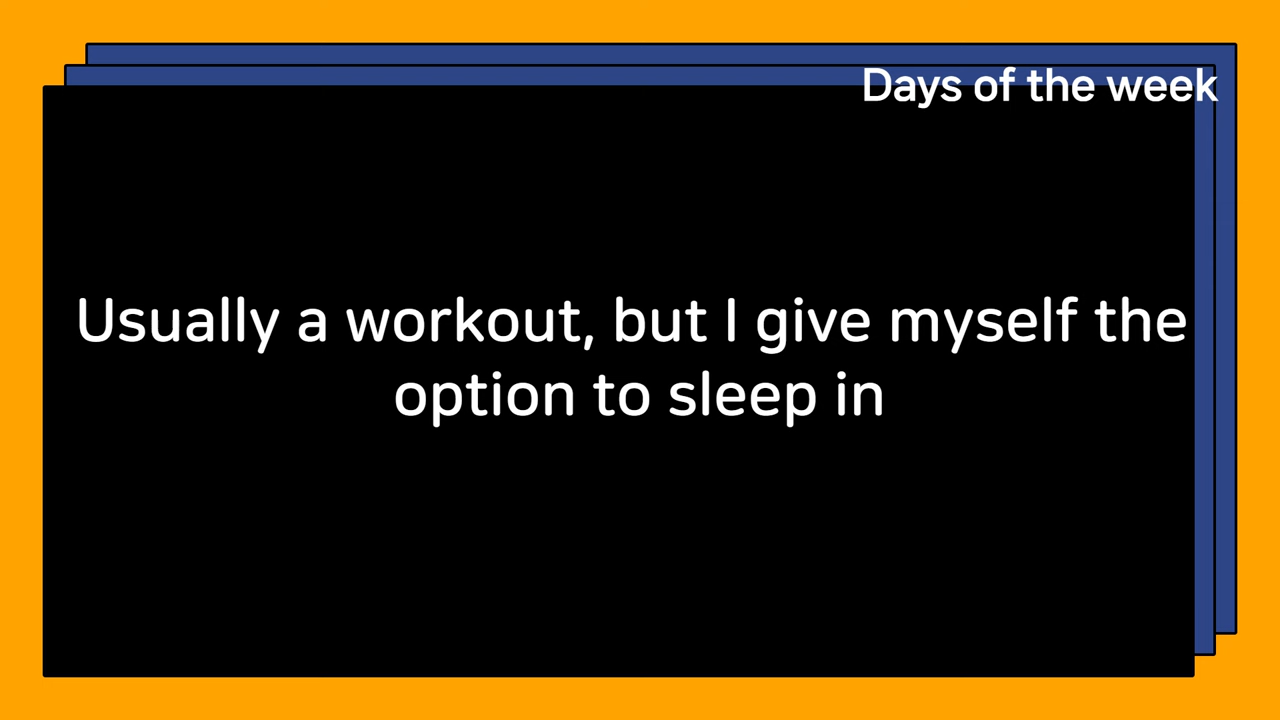 Days of the week
Usually a workout, but I give myself the
option to sleep in